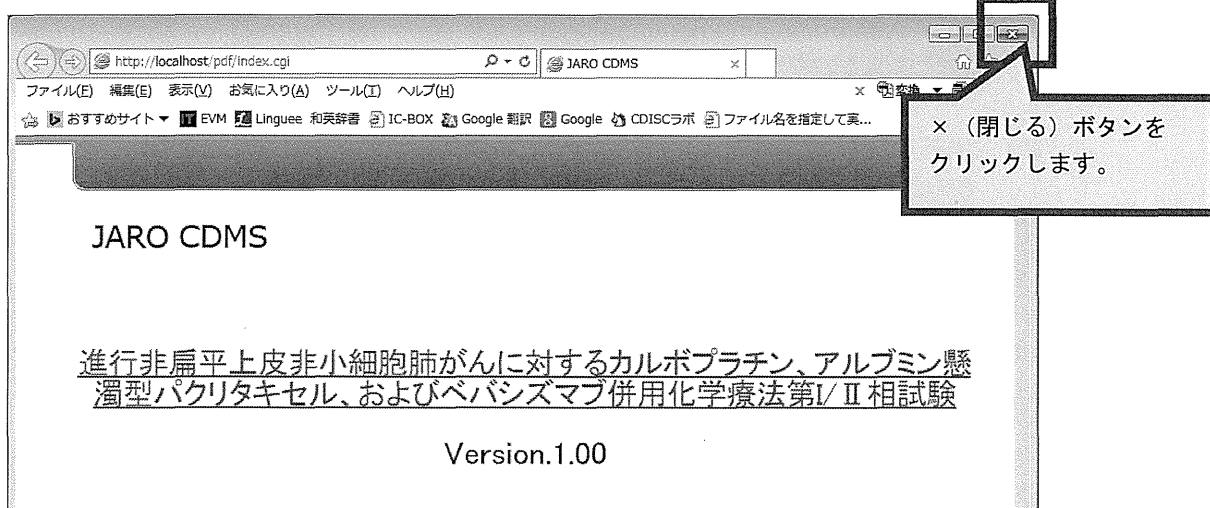 http://localhost/pdf/index.cgi
JARO CDMS
ファイル(F) 編集(E) 表示(V) お気に入り(A) ツール(T) ヘルプ(H)
変換
おすすめサイト EVM Linguee 和英辞書 IC-BOX Google 翻訳 Google CDISCラボ ファイル名を指定して実...
×（閉じる）ボタンを
クリックします。
JARO CDMS
進行非扁平上皮非小細胞肺がんに対するカルボプラチン、アルブミン懸
濁型パクリタキセル、およびベバシズマブ併用化学療法第I/Ⅱ相試験
Version.1.00